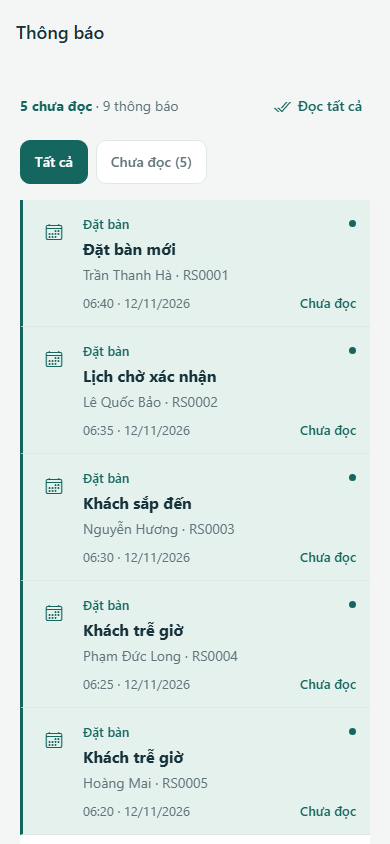 Thông báo
5 chưa đọc · 9 thông báo
Đọc tất cả
Tất cả
Chưa đọc (5)
Đặt bàn
Đặt bàn mới
Trần Thanh Hà · RS0001
06:40 · 12/11/2026
Chưa đọc
Đặt bàn
Lịch chờ xác nhận
Lê Quốc Bảo · RS0002
06:35 · 12/11/2026
Chưa đọc
Đặt bàn
Khách sắp đến
Nguyễn Hương · RS0003
06:30 · 12/11/2026
Chưa đọc
Đặt bàn
Khách trễ giờ
Phạm Đức Long · RS0004
06:25 · 12/11/2026
Chưa đọc
Đặt bàn
Khách trễ giờ
Hoàng Mai · RS0005
06:20 · 12/11/2026
Chưa đọc